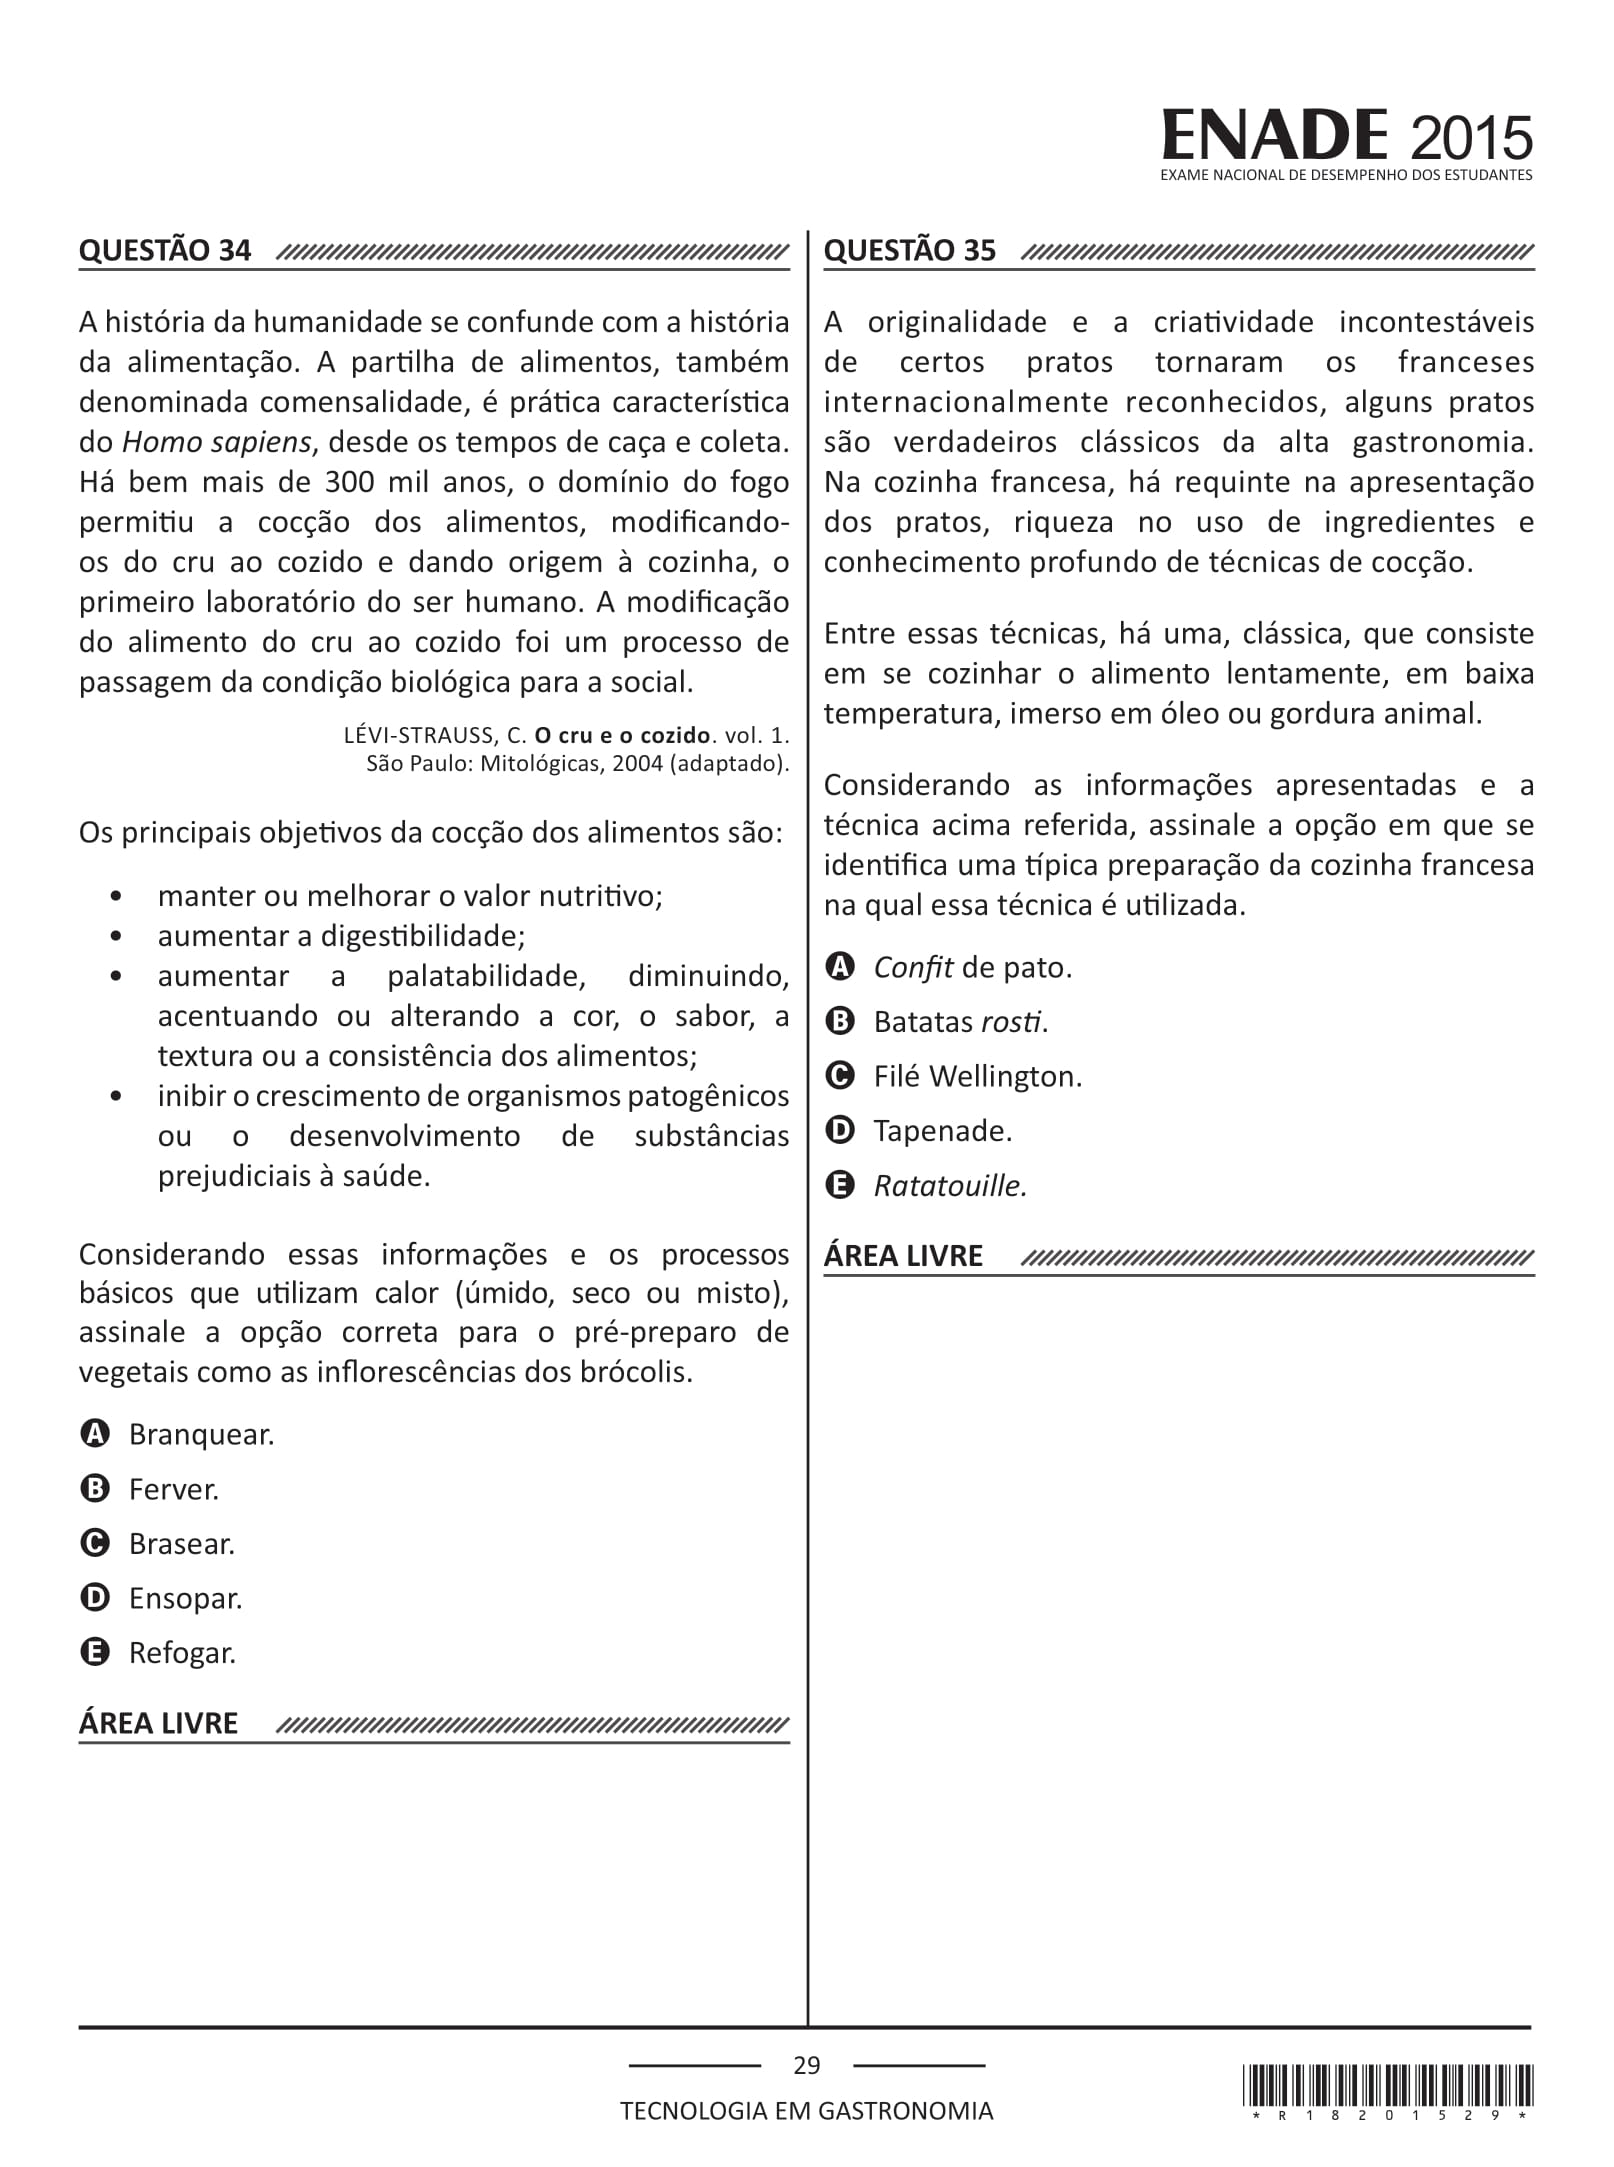 ENADE 2015
EXAME NACIONAL DE DESEMPENHO DOS ESTUDANTES
QUESTÃO 34
A história da humanidade se confunde com a história
da alimentação. A partilha de alimentos, também
denominada comensalidade, é prática característica
do Homo sapiens, desde os tempos de caça e coleta.
Há bem mais de 300 mil anos, o domínio do fogo
permitiu a cocção dos alimentos, modificando-
os do cru ao cozido e dando origem à cozinha, o
primeiro laboratório do ser humano. A modificação
do alimento do cru ao cozido foi um processo de
passagem da condição biológica para a social.
LÉVI-STRAUSS, C. O cru e o cozido. vol. 1.
São Paulo: Mitológicas, 2004 (adaptado).
Os principais objetivos da cocção dos alimentos são:
• manter ou melhorar o valor nutritivo;
• aumentar a digestibilidade;
• aumentar a palatabilidade, diminuindo,
acentuando ou alterando a cor, o sabor, a
textura ou a consistência dos alimentos;
• inibir o crescimento de organismos patogênicos
ou o desenvolvimento de substâncias
prejudiciais à saúde.
Considerando essas informações e os processos
básicos que utilizam calor (úmido, seco ou misto),
assinale a opção correta para o pré-preparo de
vegetais como as inflorescências dos brócolis.
A Branquear.
B Ferver.
C Brasear.
D Ensopar.
E Refogar.
ÁREA LIVRE
QUESTÃO 35
A originalidade e a criatividade incontestáveis
de certos pratos tornaram os franceses
internacionalmente reconhecidos, alguns pratos
são verdadeiros clássicos da alta gastronomia.
Na cozinha francesa, há requinte na apresentação
dos pratos, riqueza no uso de ingredientes e
conhecimento profundo de técnicas de cocção.
Entre essas técnicas, há uma, clássica, que consiste
em se cozinhar o alimento lentamente, em baixa
temperatura, imerso em óleo ou gordura animal.
Considerando as informações apresentadas e a
técnica acima referida, assinale a opção em que se
identifica uma típica preparação da cozinha francesa
na qual essa técnica é utilizada.
A Confit de pato.
B Batatas rosti.
C Filé Wellington.
D Tapenade.
E Ratatouille.
ÁREA LIVRE
29
TECNOLOGIA EM GASTRONOMIA
* R 1 8 2 0 1 5 2 9 *